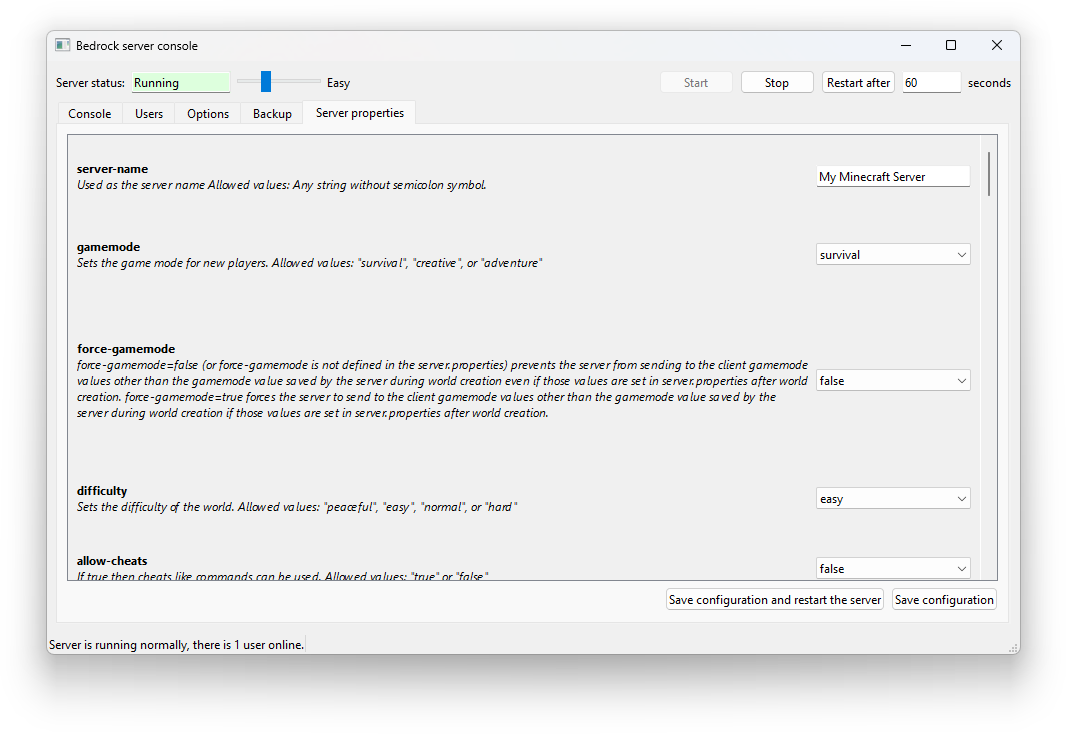 Bedrock server console
Server status: Running Easy Start Stop Restart after 60 seconds
Console Users Options Backup Server properties
server-name
Used as the server name Allowed values: Any string without semicolon symbol.
My Minecraft Server
gamemode
Sets the game mode for new players. Allowed values: "survival", "creative", or "adventure"
survival
force-gamemode
force-gamemode=false (or force-gamemode is not defined in the server.properties) prevents the server from sending to the client gamemode
values other than the gamemode value saved by the server during world creation even if those values are set in server.properties after world
creation. force-gamemode=true forces the server to send to the client gamemode values other than the gamemode value saved by the
server during world creation if those values are set in server.properties after world creation.
false
difficulty
Sets the difficulty of the world. Allowed values: "peaceful", "easy", "normal", or "hard"
easy
allow-cheats
If true then cheats like commands can be used. Allowed values: "true" or "false"
false
Save configuration and restart the server Save configuration
Server is running normally, there is 1 user online.